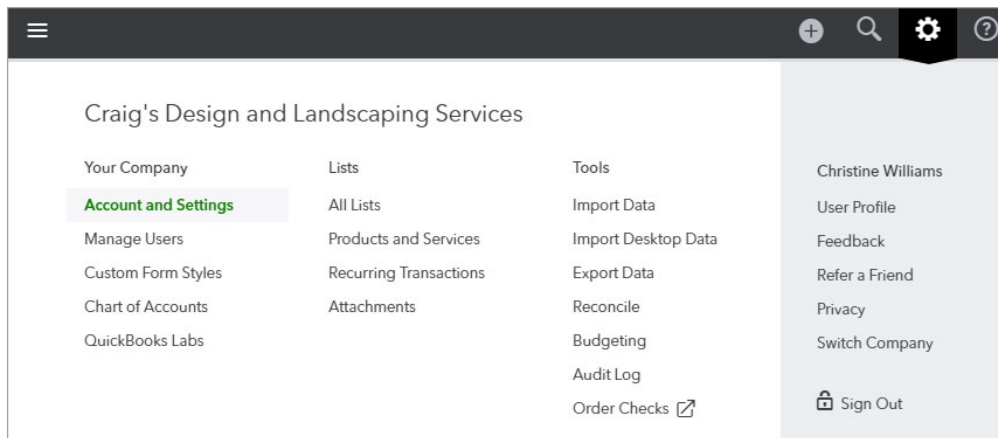 Craig's Design and Landscaping Services
Your Company
Account and Settings
Manage Users
Custom Form Styles
Chart of Accounts
QuickBooks Labs
Lists
All Lists
Products and Services
Recurring Transactions
Attachments
Tools
Import Data
Import Desktop Data
Export Data
Reconcile
Budgeting
Audit Log
Order Checks
Christine Williams
User Profile
Feedback
Refer a Friend
Privacy
Switch Company
Sign Out